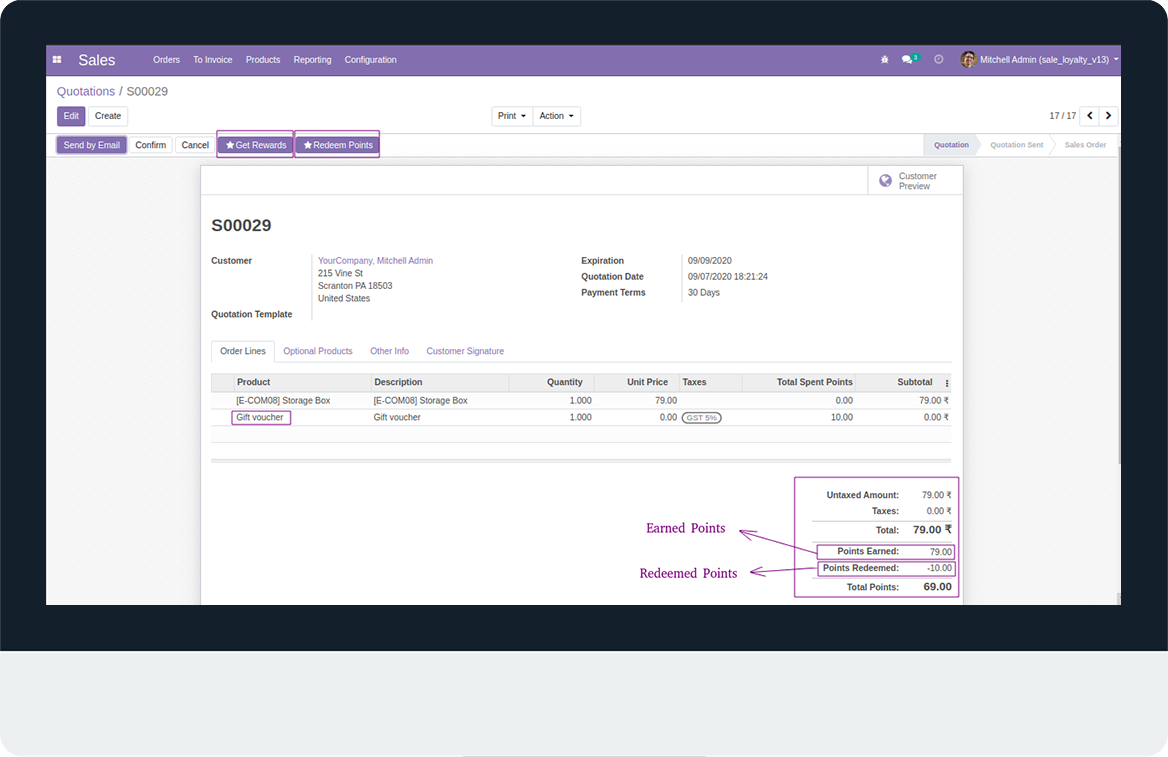 Sales Orders To Invoice Products Reporting Configuration 3 Mitchell Admin (sale_loyalty_v13)
Quotations / S00029
Edit Create Print Action 17 / 17
Send by Email Confirm Cancel Get Rewards Redeem Points Quotation Quotation Sent Sales Order
Customer
Preview
S00029
Customer YourCompany, Mitchell Admin Expiration 09/09/2020
215 Vine St
Quotation Date 09/07/2020 18:21:24
Scranton PA 18503
Payment Terms 30 Days
United States
Quotation Template
Order Lines Optional Products Other Info Customer Signature
Product Description Quantity Unit Price Taxes Total Spent Points Subtotal
[E-COM08] Storage Box [E-COM08] Storage Box 1.000 79.00 0.00 79.00 ₹
Gift voucher Gift voucher 1.000 0.00 GST 5% 10.00 0.00 ₹
Untaxed Amount: 79.00 ₹
Taxes: 0.00 ₹
Total: 79.00 ₹
Earned Points
Points Earned: 79.00
Redeemed Points Points Redeemed: -10.00
Total Points: 69.00